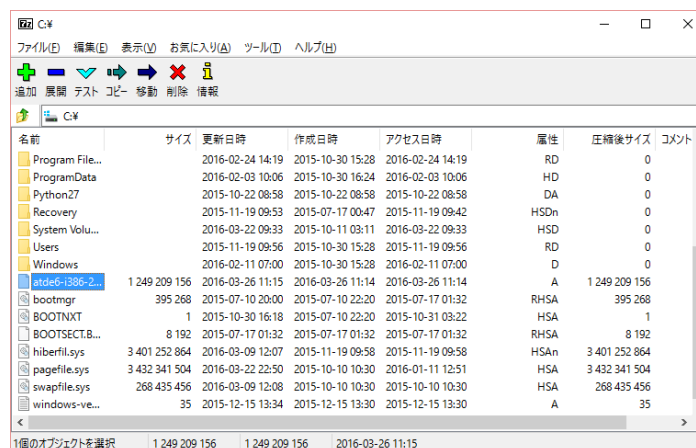 7z C:¥
ファイル(F) 編集(E) 表示(V) お気に入り(A) ツール(T) ヘルプ(H)
追加 展開 テスト コピー 移動 削除 情報
C:¥
名前 サイズ 更新日時 作成日時 アクセス日時 属性 圧縮後サイズ コメント
Program File... 2016-02-24 14:19 2015-10-30 15:28 2016-02-24 14:19 RD 0
ProgramData 2016-02-03 10:06 2015-10-30 16:24 2016-02-03 10:06 HD 0
Python27 2015-10-22 08:58 2015-10-22 08:58 2015-10-22 08:58 DA 0
Recovery 2015-11-19 09:53 2015-07-17 00:47 2015-11-19 09:42 HSDn 0
System Volu... 2016-03-22 09:33 2015-10-11 03:11 2016-03-22 09:33 HSD 0
Users 2015-11-19 09:56 2015-10-30 15:28 2015-11-19 09:56 RD 0
Windows 2016-02-11 07:00 2015-10-30 15:28 2016-02-11 07:00 D 0
atde6-i386-2... 1 249 209 156 2016-03-26 11:15 2016-03-26 11:14 2016-03-26 11:14 A 1 249 209 156
bootmgr 395 268 2015-07-10 20:00 2015-07-10 22:20 2015-07-17 01:32 RHSA 395 268
BOOTNXT 1 2015-10-30 16:18 2015-07-10 22:20 2015-10-31 03:22 HSA 1
BOOTSECT.B... 8 192 2015-07-17 01:32 2015-07-17 01:32 2015-07-17 01:32 RHSA 8 192
hiberfil.sys 3 401 252 864 2016-03-09 12:07 2015-11-19 09:58 2015-11-19 09:58 HSAn 3 401 252 864
pagefile.sys 3 432 341 504 2016-03-22 22:50 2015-10-10 10:30 2016-01-11 12:51 HSA 3 432 341 504
swapfile.sys 268 435 456 2016-03-09 12:08 2015-10-10 10:30 2015-10-10 10:30 HSA 268 435 456
windows-ve... 35 2015-12-15 13:34 2015-12-15 13:30 2015-12-15 13:30 A 35
1個のオブジェクトを選択 1 249 209 156 1 249 209 156 2016-03-26 11:15